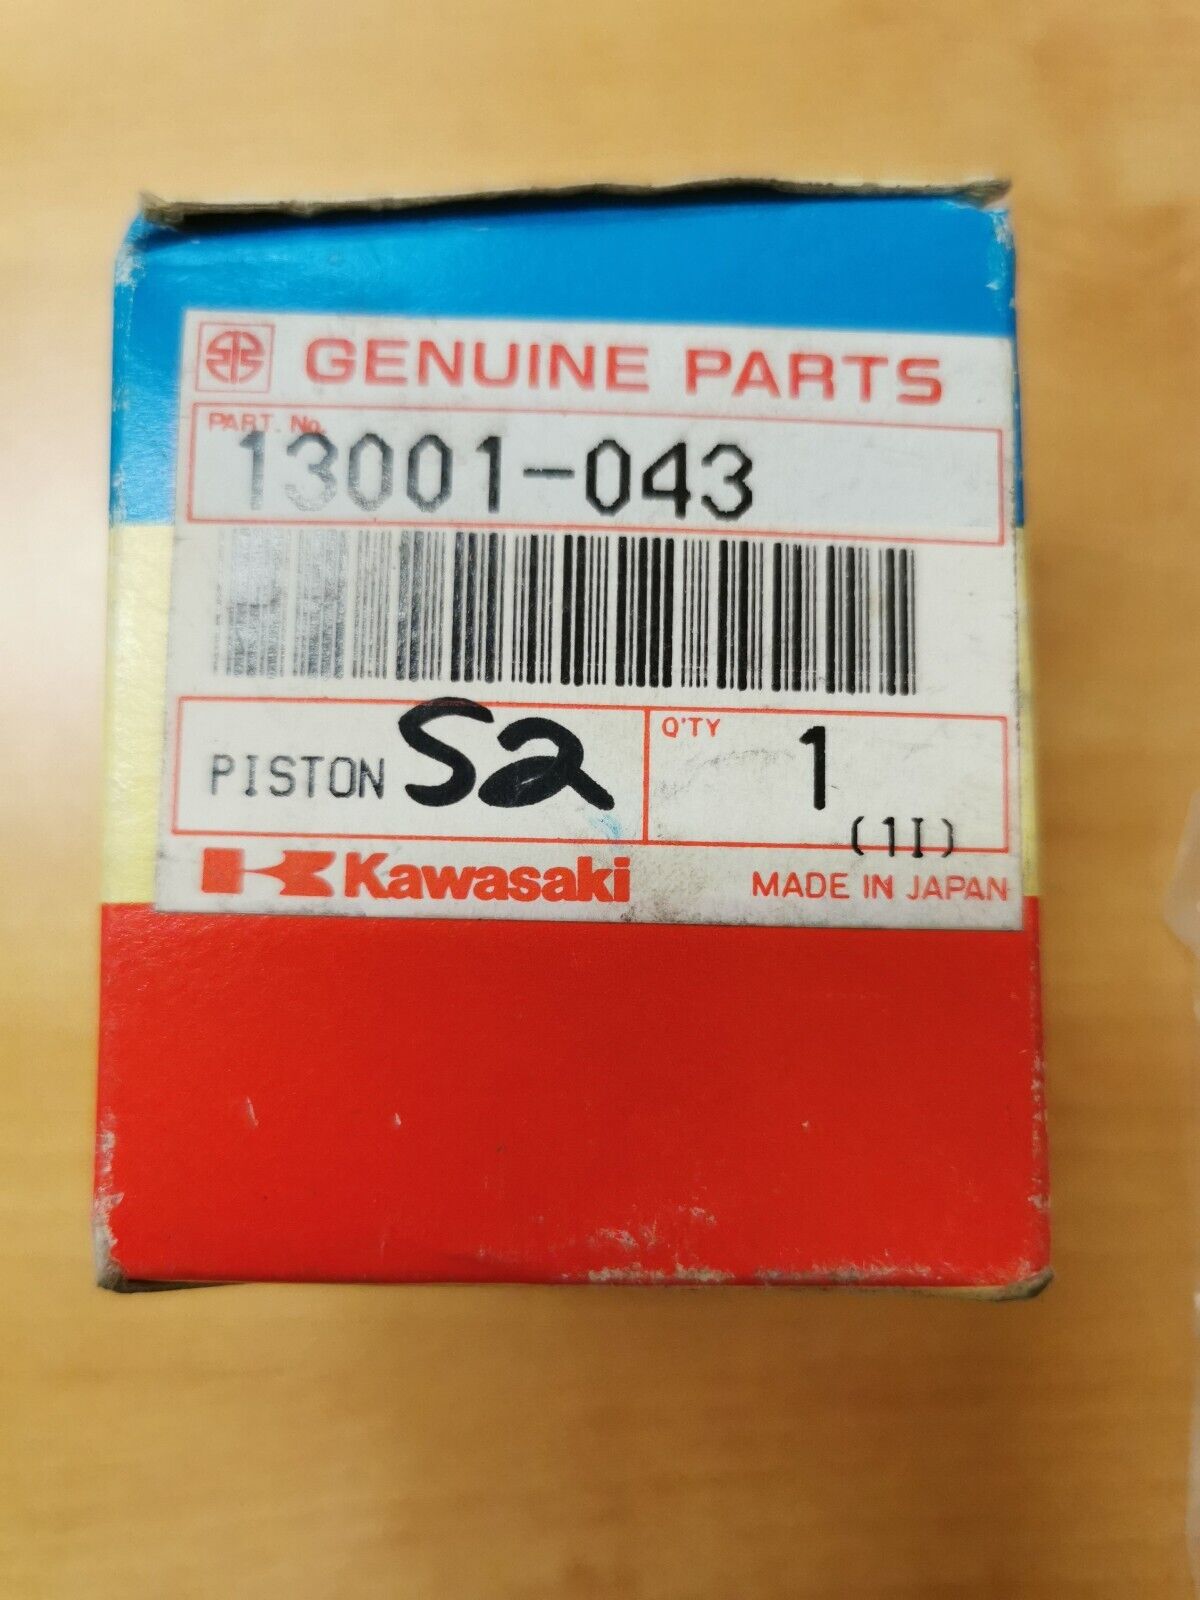 GENUINE PARTS
PART. No.
13001-043
PISTON S2
Q'TY
1
(1I)
Kawasaki
MADE IN JAPAN